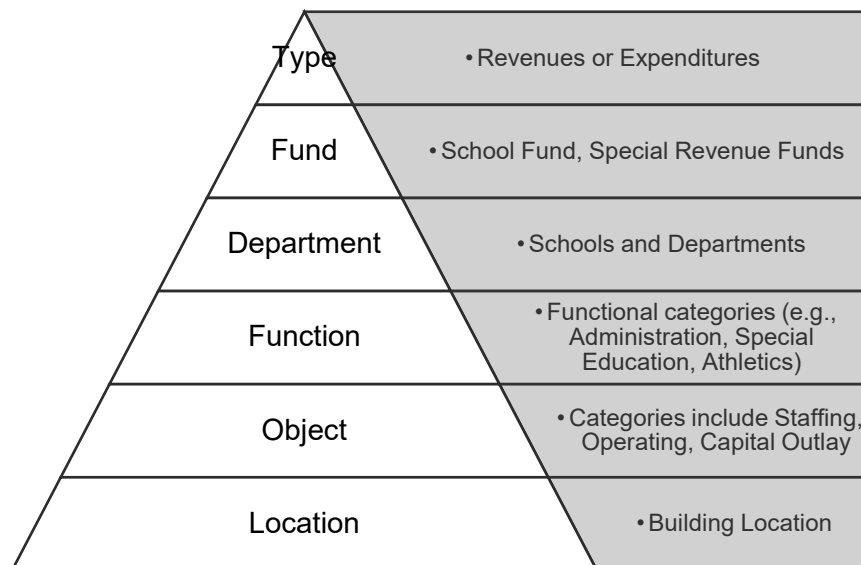 Type
• Revenues or Expenditures
Fund
• School Fund, Special Revenue Funds
Department
• Schools and Departments
Function
• Functional categories (e.g.,
Administration, Special
Education, Athletics)
Object
• Categories include Staffing,
Operating, Capital Outlay
Location
• Building Location